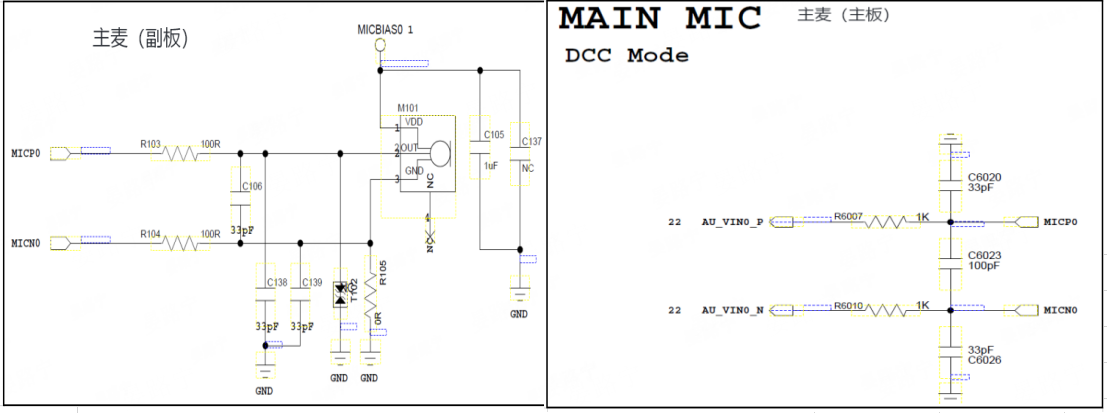 主麦（副板）
MICBIAS0 1
M101
VDD
1
2 OUT
GND
3
NC
4
NC
C105
1uF
C137
NC
MICP0
R103 100R
C106
33pF
MICN0
R104 100R
C138
33pF
C139
33pF
T102
R105
0R
GND
GND
GND
GND
MAIN MIC 主麦（主板）
DCC Mode
C6020
33pF
22 AU_VIN0_P R6007 1K MICP0
C6023
100pF
22 AU_VIN0_N R6010 1K MICN0
33pF
C6026